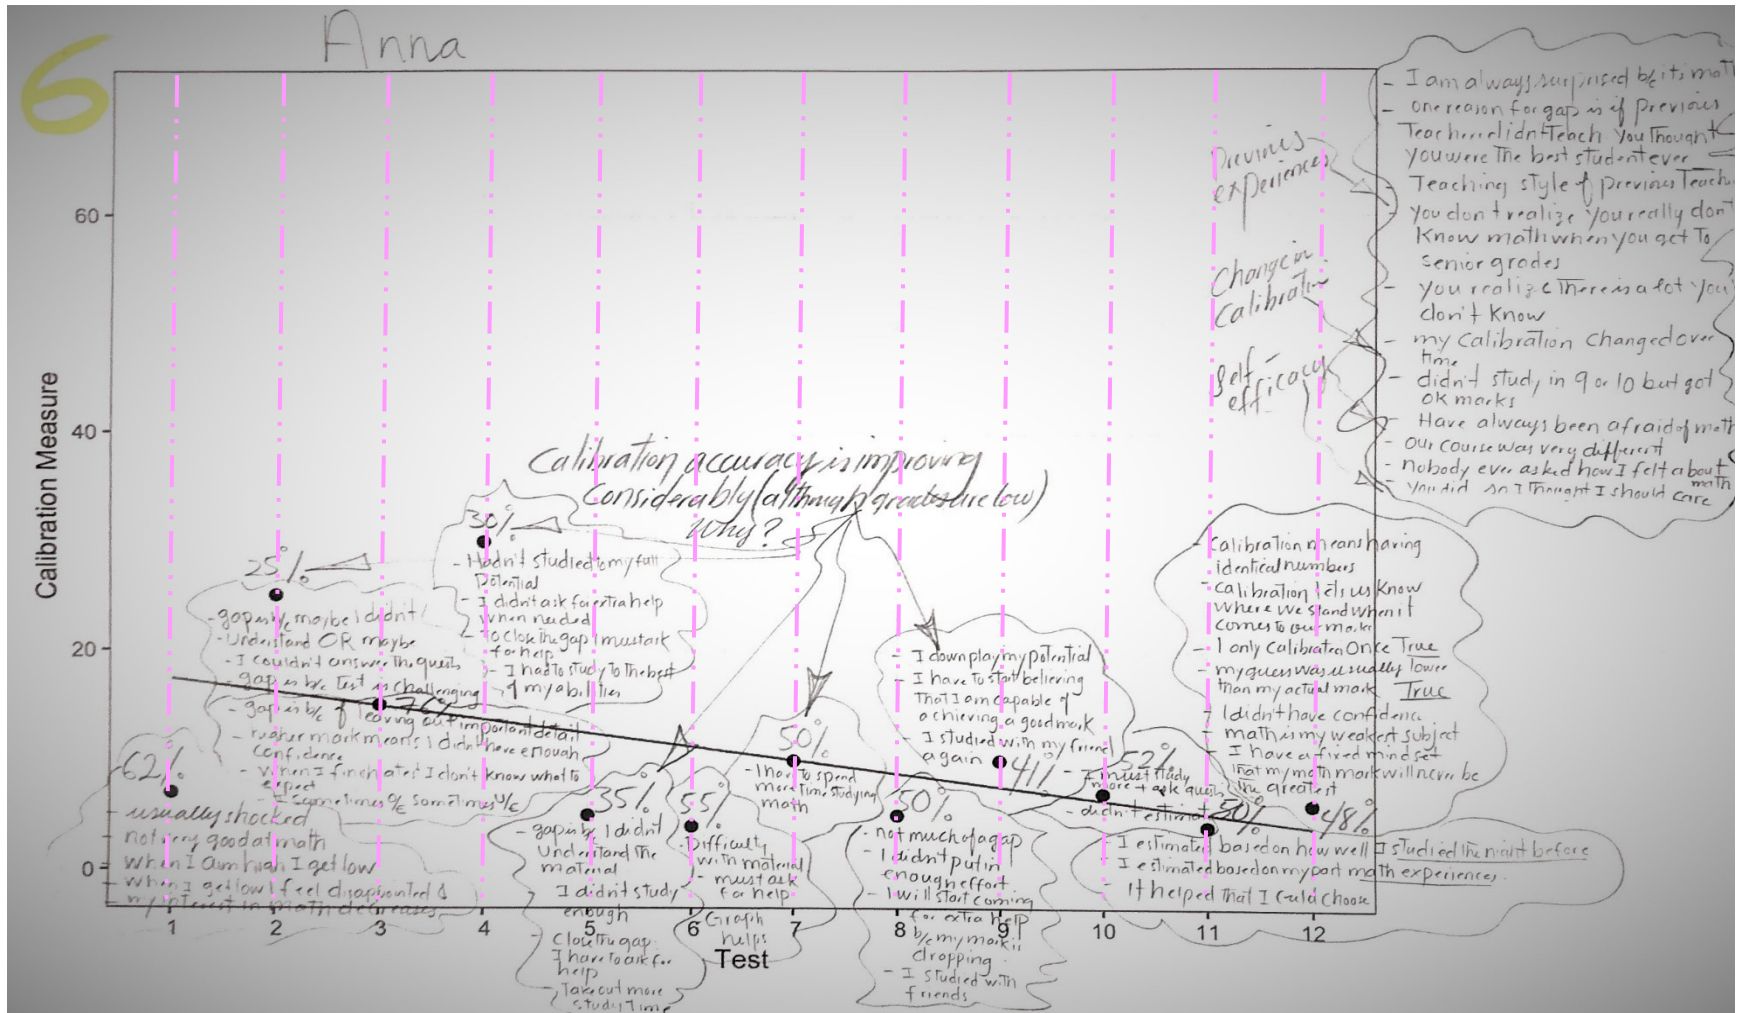 6
Anna
- I am always surprised b/c its math
- one reason for gap is if previous
Teacher didn't Teach you Thought
you were the best student ever
Teaching style of previous Teach
you don't realize you really don't
know math when you get To
senior grades
- you realize There is a lot you
don't know
- my Calibration Changed over
time
- didn't study in 9 or 10 but got
ok marks
- Have always been afraid of math
- our course was very different
- nobody ever asked how I felt about
math
- you did so I Thought I should care
Previous
experiences
Change in
Calibration
Self-
efficacy
60
40
20
0
Calibration Measure
Calibration accuracy is improving
Considerably (although grades are low)
Why?
30%
- Hadn't studied to my full
Potential
- I didn't ask for extra help
when needed
- to close the gap I must ask
for help
- I had to study to the best
of my abilities
25%
- gap is b/c maybe I didn't
- Understand OR maybe
- I couldn't answer the quests
- gap is b/c Test is challenging
76%
- gap is b/c of leaving out important detail
- higher mark means I didn't have enough
confidence
- when I finish a test I don't know what to
expect
- I sometimes o/c sometimes u/c
62%
- usually shocked
- not very good at math
- when I aim high I get low
- when I get low I feel disappointed &
- my interest in math decreases
35%
- gap is b/c I didn't
Understand the
material
I didn't study
enough
- Close the gap
I have to ask for
help
- Take out more
study Time
55%
- Difficulty
with material
- must ask
for help
- Graph
helps
50%
- I have to spend
more time studying
math
50%
- not much of a gap
- I didn't put in
enough effort
- I will start coming
for extra help
b/c my mark is
dropping
- I studied with
friends
- I downplay my potential
- I have to start believing
That I am capable of
achieving a good mark
- I studied with my friend
again
41%
52%
- I must study
more + ask quests
- didn't estimate
- Calibration means having
identical numbers
- calibration lets us know
where we stand when it
comes to our mark
- I only calibrated Once True
- my guess was usually lower
than my actual mark True
- I didn't have confidence
- math is my weakest subject
- I have a fixed mind set
that my math mark will never be
the greatest
50%
48%
- I estimated based on how well I studied the night before
- I estimated based on my past math experiences.
- It helped that I could choose
1 2 3 4 5 6 7 8 9 10 11 12
Test